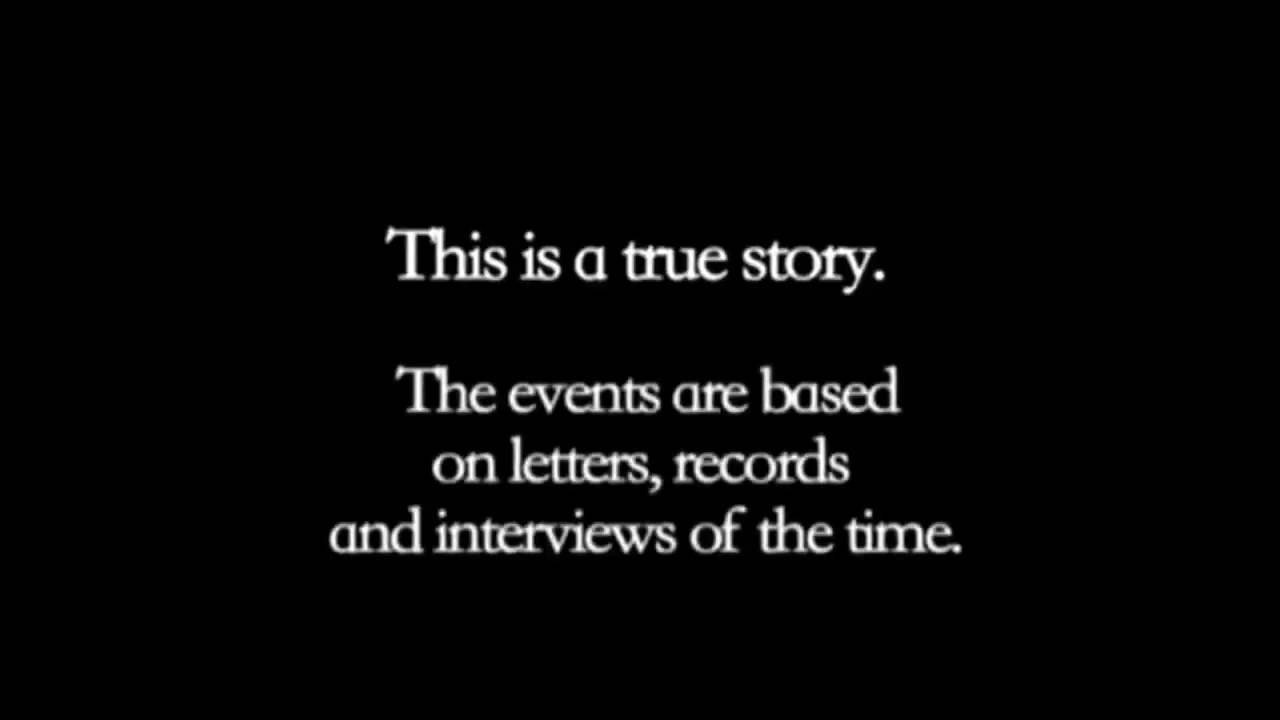 This is a true story.
The events are based
on letters, records
and interviews of the time.